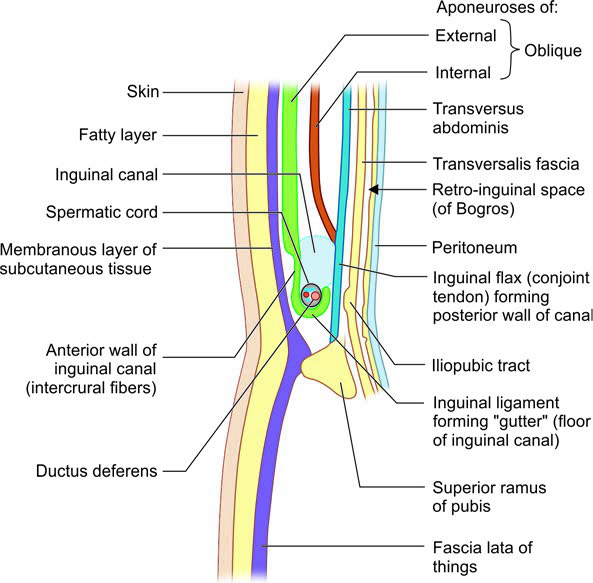 Aponeuroses of:
External
Oblique
Internal
Skin
Transversus
abdominis
Fatty layer
Transversalis fascia
Inguinal canal
Retro-inguinal space
(of Bogros)
Spermatic cord
Membranous layer of
subcutaneous tissue
Peritoneum
Inguinal flax (conjoint
tendon) forming
posterior wall of canal
Anterior wall of
inguinal canal
(intercrural fibers)
Iliopubic tract
Inguinal ligament
forming "gutter" (floor
of inguinal canal)
Ductus deferens
Superior ramus
of pubis
Fascia lata of
things